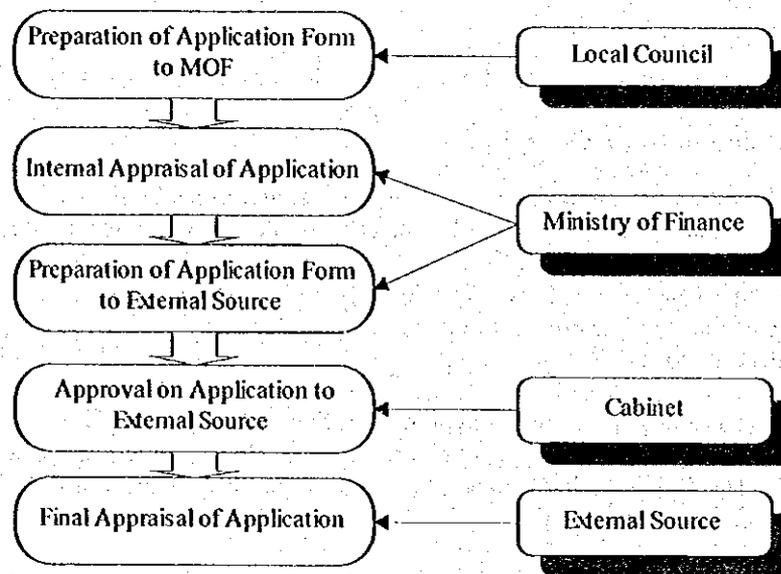 Preparation of Application Form
to MOF
Local Council
Internal Appraisal of Application
Ministry of Finance
Preparation of Application Form
to External Source
Approval on Application to
External Source
Cabinet
Final Appraisal of Application
External Source